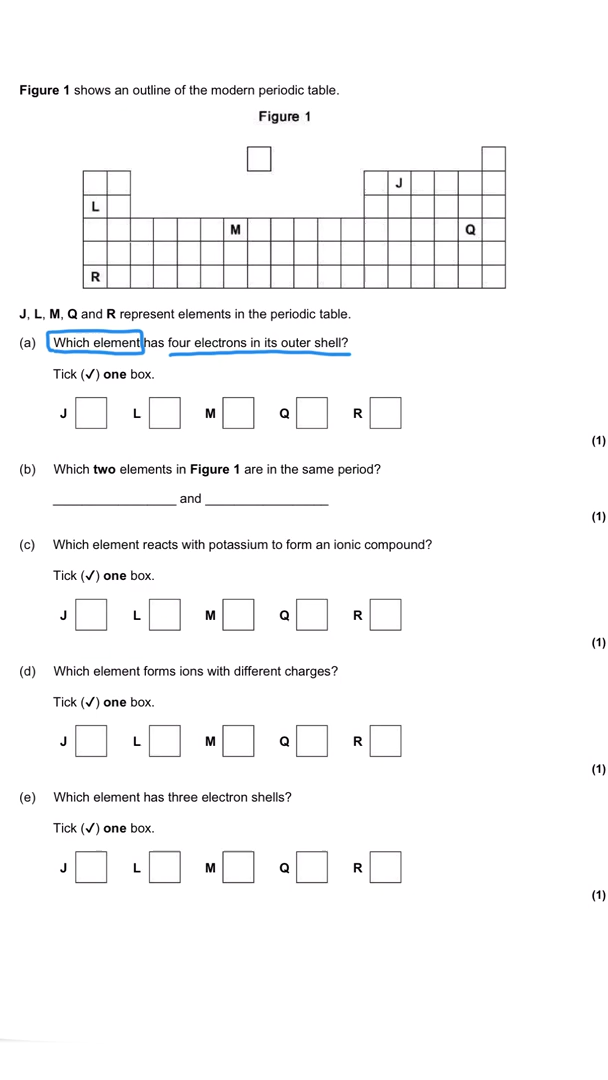 Figure 1 shows an outline of the modern periodic table.
Figure 1
J
L
M
Q
R
J, L, M, Q and R represent elements in the periodic table.
(a) Which element has four electrons in its outer shell?
Tick (✓) one box.
J L M Q R
(1)
(b) Which two elements in Figure 1 are in the same period?
_________________ and _________________
(1)
(c) Which element reacts with potassium to form an ionic compound?
Tick (✓) one box.
J L M Q R
(1)
(d) Which element forms ions with different charges?
Tick (✓) one box.
J L M Q R
(1)
(e) Which element has three electron shells?
Tick (✓) one box.
J L M Q R
(1)